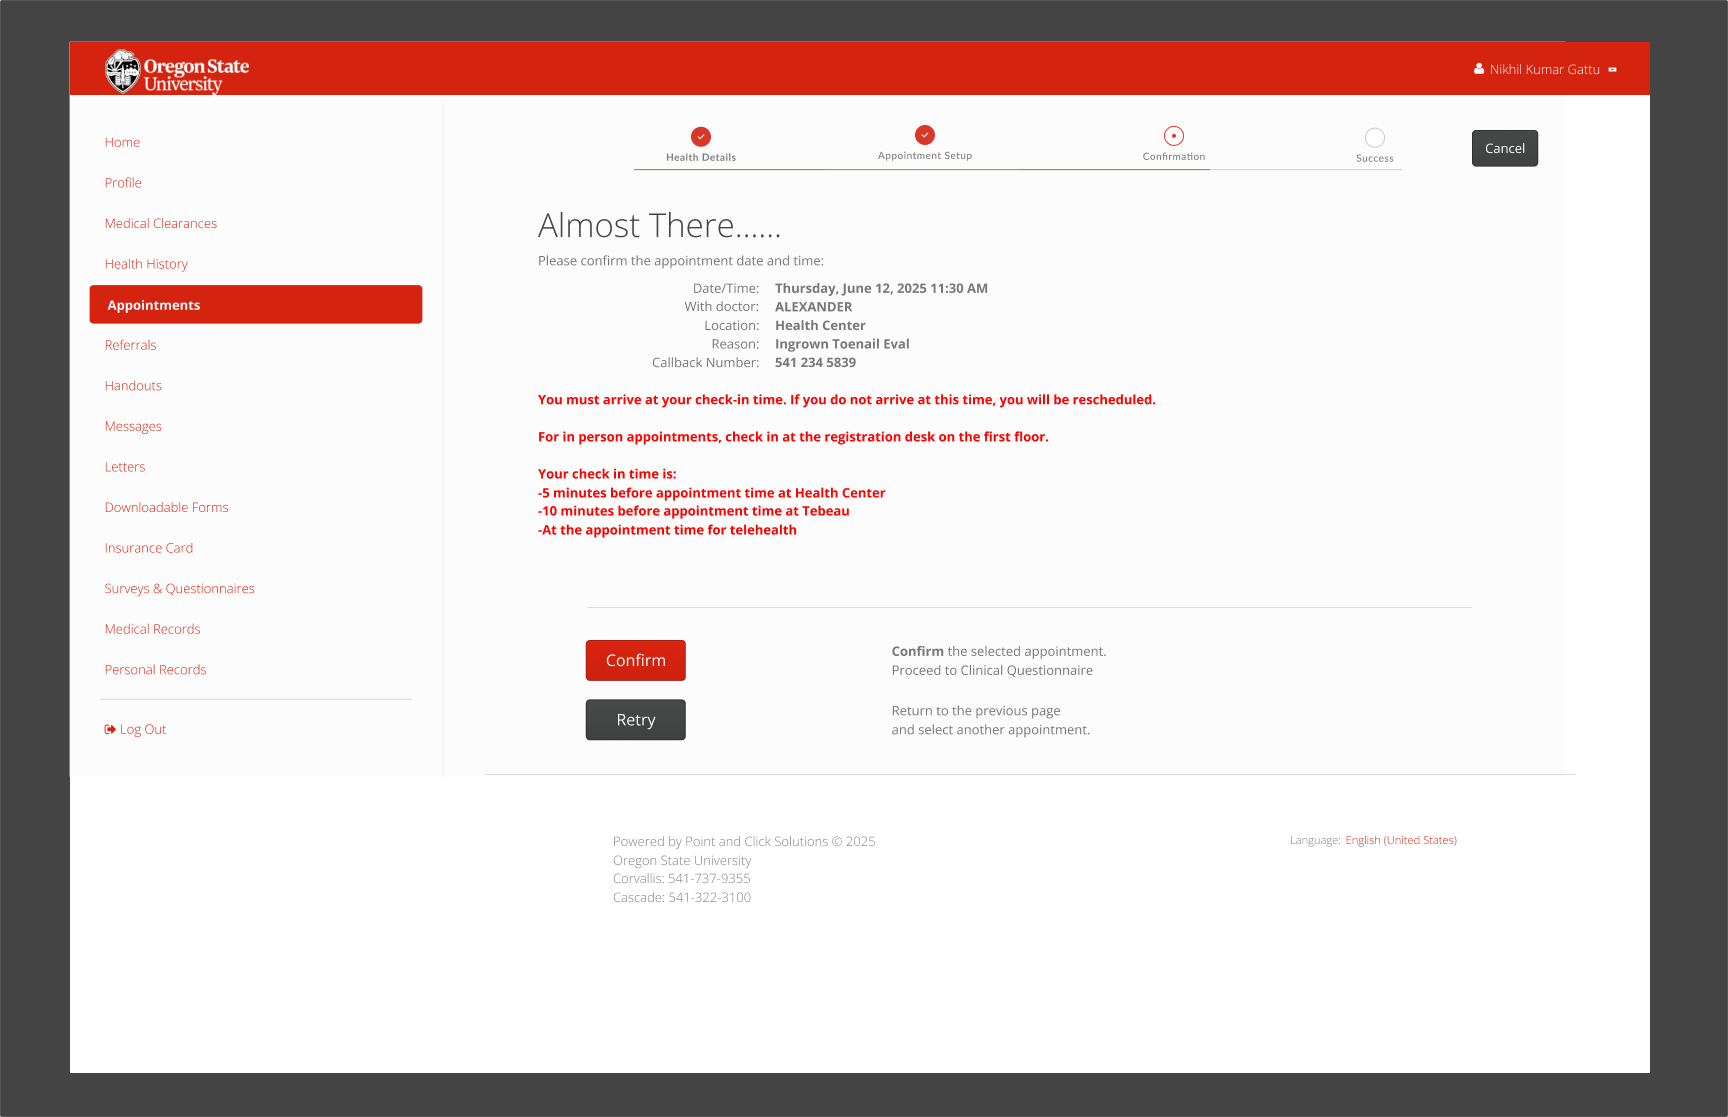 Oregon State
University
Nikhil Kumar Gattu
Home
Profile
Medical Clearances
Health History
Appointments
Referrals
Handouts
Messages
Letters
Downloadable Forms
Insurance Card
Surveys & Questionnaires
Medical Records
Personal Records
Log Out
Health Details
Appointment Setup
Confirmation
Success
Cancel
Almost There......
Please confirm the appointment date and time:
Date/Time: Thursday, June 12, 2025 11:30 AM
With doctor: ALEXANDER
Location: Health Center
Reason: Ingrown Toenail Eval
Callback Number: 541 234 5839
You must arrive at your check-in time. If you do not arrive at this time, you will be rescheduled.
For in person appointments, check in at the registration desk on the first floor.
Your check in time is:
-5 minutes before appointment time at Health Center
-10 minutes before appointment time at Tebeau
-At the appointment time for telehealth
Confirm
Confirm the selected appointment.
Proceed to Clinical Questionnaire
Retry
Return to the previous page
and select another appointment.
Powered by Point and Click Solutions © 2025
Oregon State University
Corvallis: 541-737-9355
Cascade: 541-322-3100
Language: English (United States)